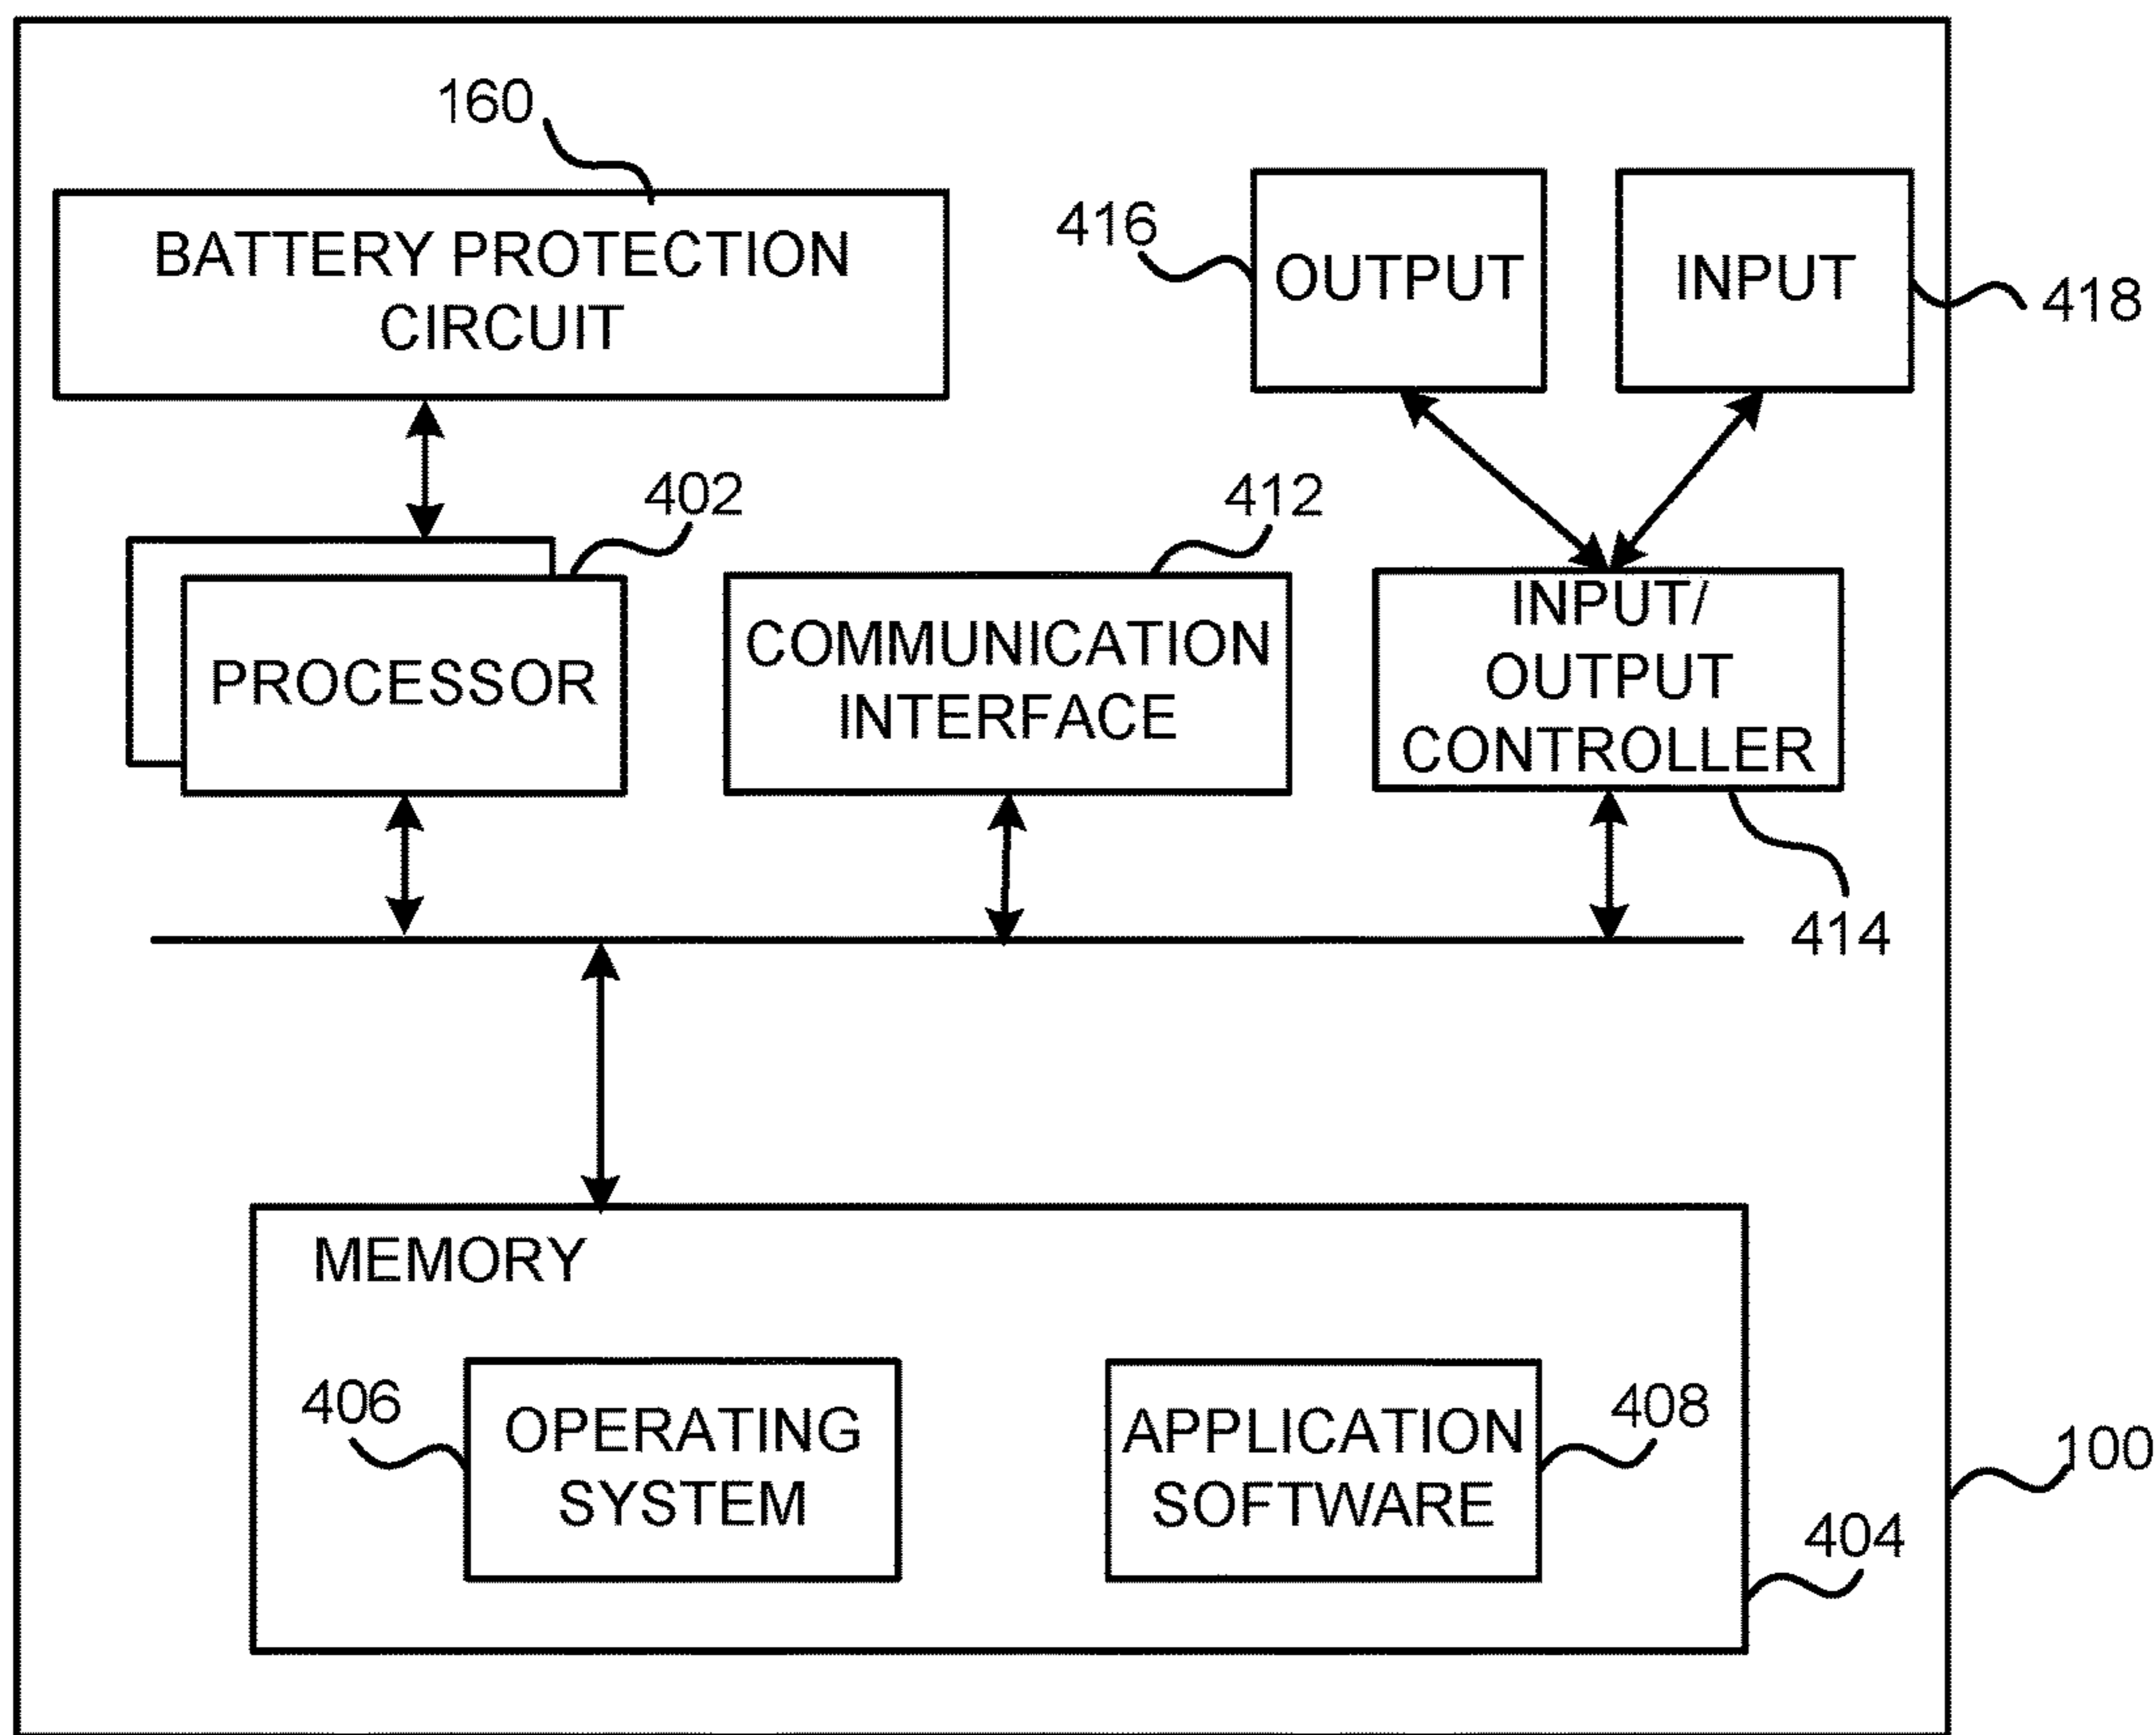 160
BATTERY PROTECTION
CIRCUIT
416
OUTPUT
INPUT
418
402
PROCESSOR
412
COMMUNICATION
INTERFACE
INPUT/
OUTPUT
CONTROLLER
414
MEMORY
406
OPERATING
SYSTEM
APPLICATION
SOFTWARE
408
100
404